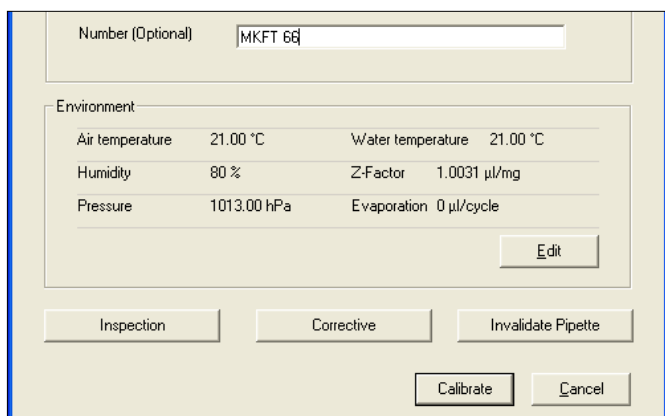 Number (Optional) MKFT 66
Environment
Air temperature 21.00 °C Water temperature 21.00 °C
Humidity 80 % Z-Factor 1.0031 µl/mg
Pressure 1013.00 hPa Evaporation 0 µl/cycle
Edit
Inspection Corrective Invalidate Pipette
Calibrate Cancel